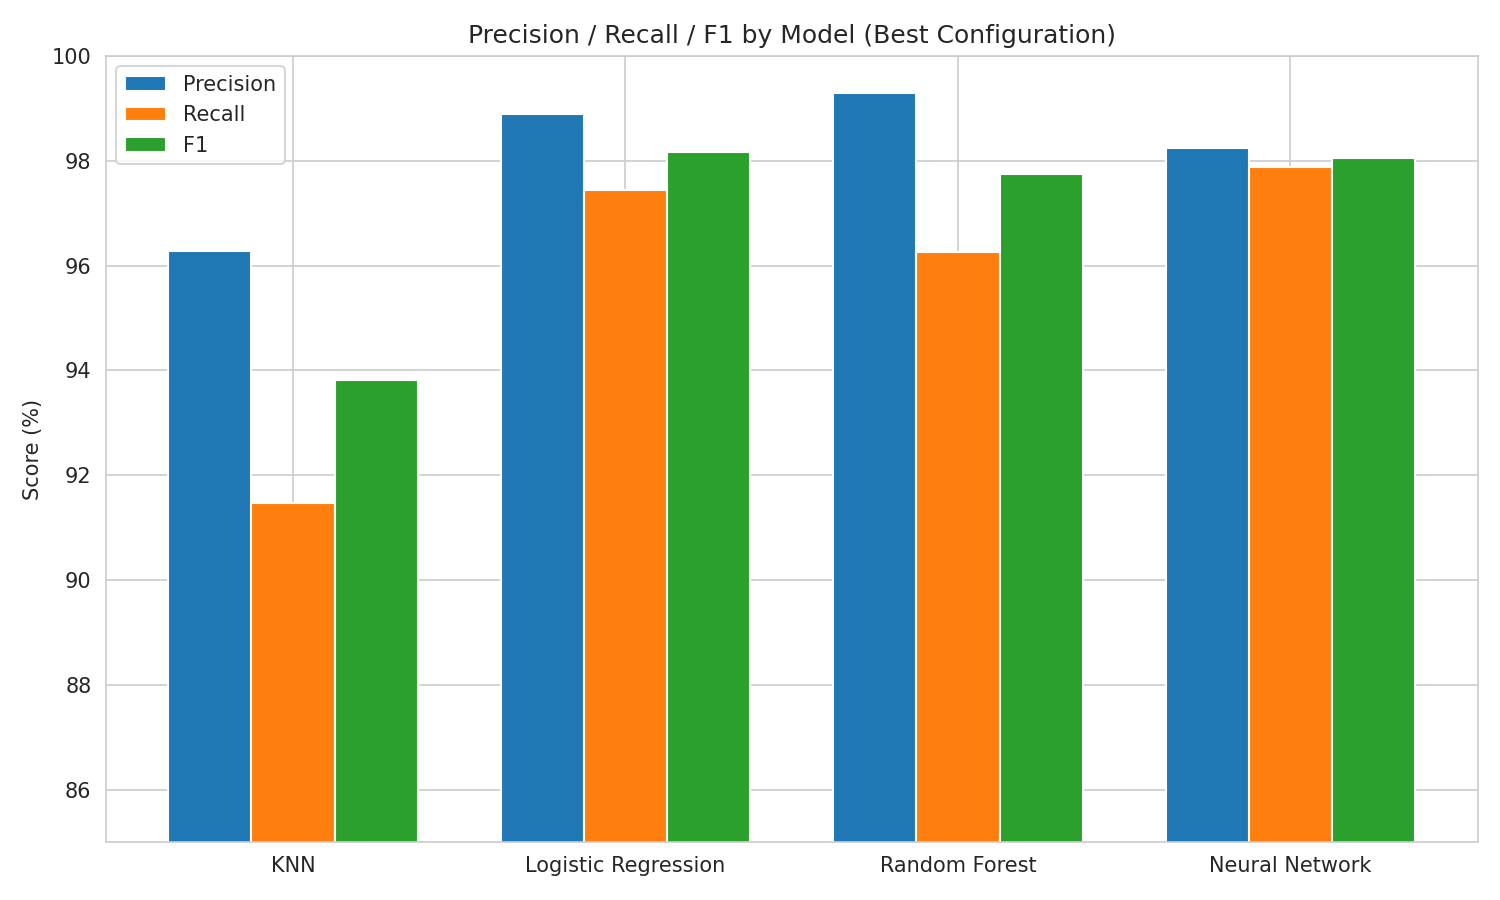 Precision / Recall / F1 by Model (Best Configuration)
Precision
Recall
F1
Score (%)
100
98
96
94
92
90
88
86
KNN
Logistic Regression
Random Forest
Neural Network